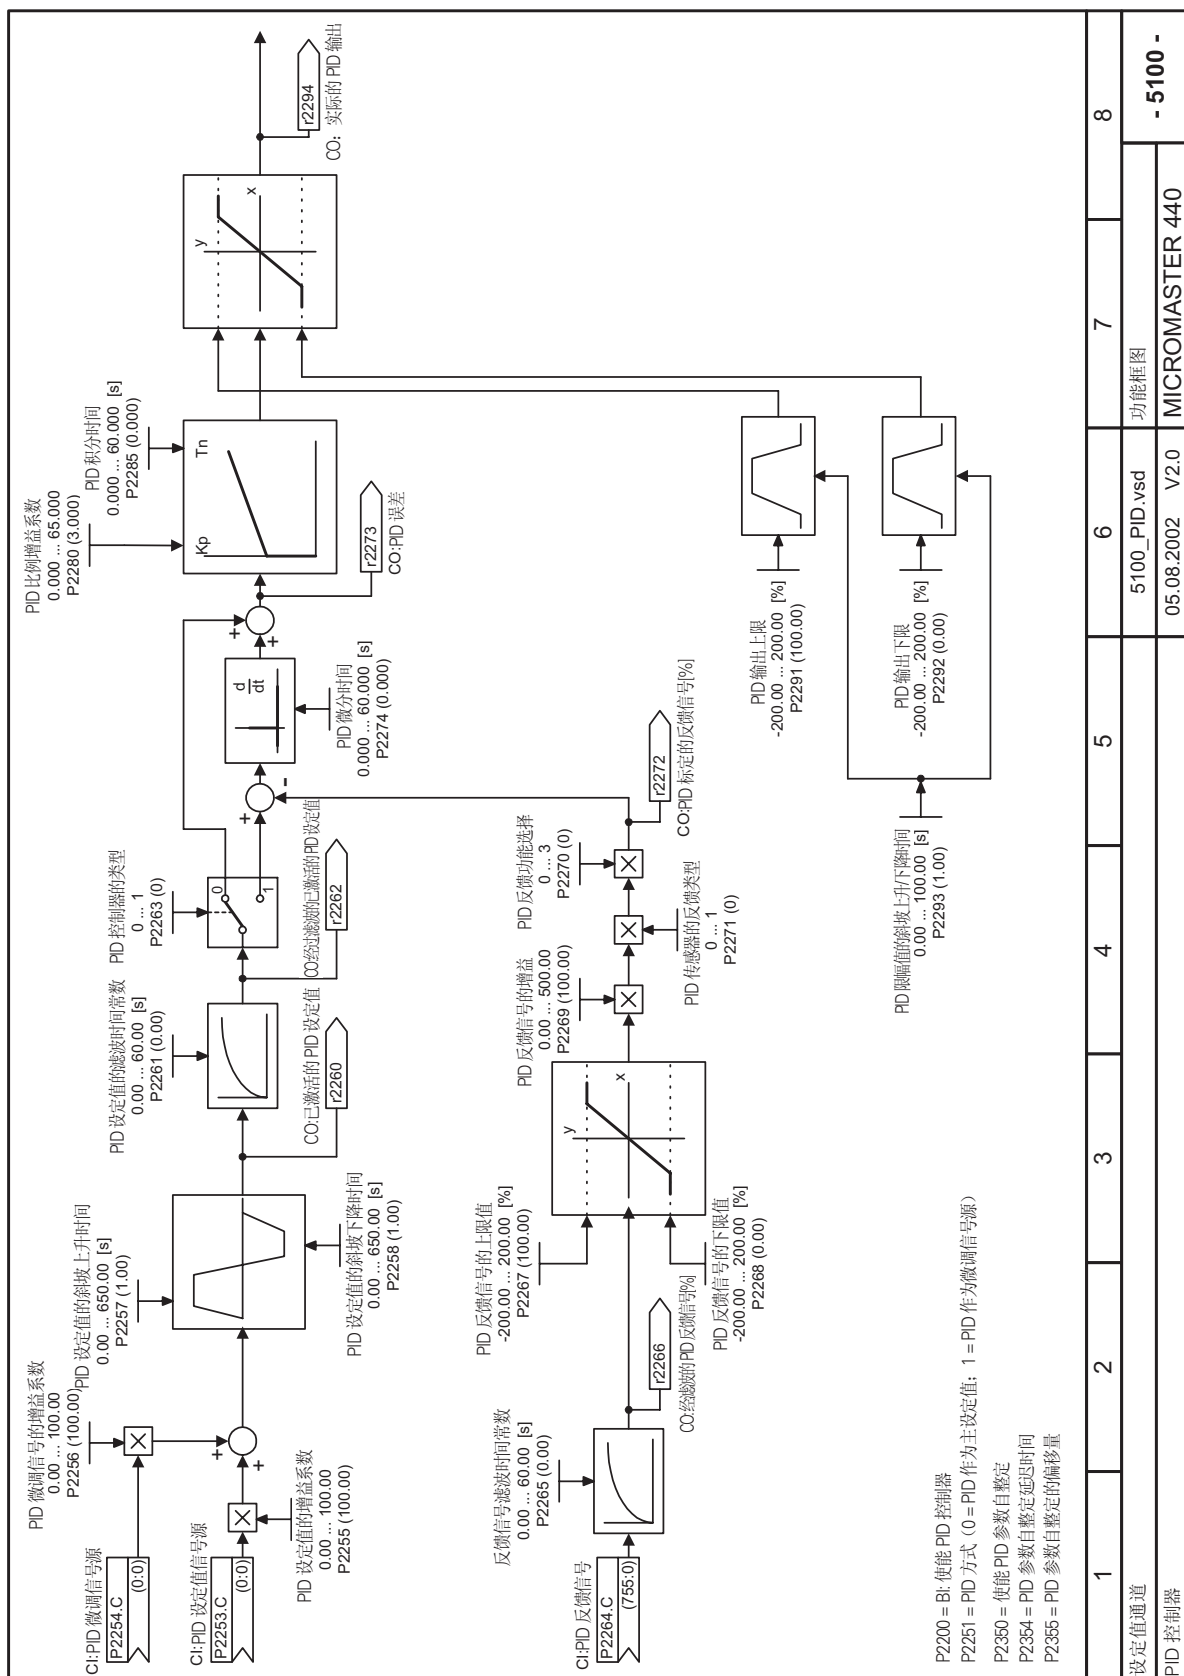 CI:PID 微调信号源
P2254.C
(0:0)
PID 微调信号的增益系数
0.00 ... 100.00
P2256 (100.00)
CI:PID 设定值信号源
P2253.C
(0:0)
PID 设定值的增益系数
0.00 ... 100.00
P2255 (100.00)
+
+
PID 设定值的斜坡上升时间
0.00 ... 650.00 [s]
P2257 (1.00)
PID 设定值的斜坡下降时间
0.00 ... 650.00 [s]
P2258 (1.00)
CO:已激活的 PID 设定值
r2260
PID 设定值的滤波时间常数
0.00 ... 60.00 [s]
P2261 (0.00)
CO:经过滤波的已激活的PID 设定值
r2262
PID 控制器的类型
0 ... 1
P2263 (0)
0
1
+
-
d
dt
PID 微分时间
0.000 ... 60.000 [s]
P2274 (0.000)
+
+
r2273
CO:PID 误差
PID 比例增益系数
0.000 ... 65.000
P2280 (3.000)
PID 积分时间
0.000 ... 60.000 [s]
P2285 (0.000)
Kp
Tn
y
x
r2294
CO：实际的 PID 输出
CI:PID 反馈信号
P2264.C
(755:0)
反馈信号滤波时间常数
0.00 ... 60.00 [s]
P2265 (0.00)
r2266
CO:经滤波的PID反馈信号[%]
PID 反馈信号的上限值
-200.00 ... 200.00 [%]
P2267 (100.00)
PID 反馈信号的下限值
-200.00 ... 200.00 [%]
P2268 (0.00)
y
x
PID 反馈信号的增益
0.00 ... 500.00
P2269 (100.00)
PID 传感器的反馈类型
0 ... 1
P2271 (0)
PID 反馈功能选择
0 ... 3
P2270 (0)
r2272
CO:PID 标定的反馈信号[%]
PID 输出上限
-200.00 ... 200.00 [%]
P2291 (100.00)
PID 输出下限
-200.00 ... 200.00 [%]
P2292 (0.00)
PID 限幅值的斜坡上升/下降时间
0.00 ... 100.00 [s]
P2293 (1.00)
P2200 = BI: 使能 PID 控制器
P2251 = PID 方式（0 = PID 作为主设定值；1 = PID 作为微调信号源）
P2350 = 使能 PID 参数自整定
P2354 = PID 参数自整定延迟时间
P2355 = PID 参数自整定的偏移量
1 2 3 4 5 6 7 8
设定值通道
5100_PID.vsd
功能框图
- 5100 -
PID 控制器
05.08.2002 V2.0
MICROMASTER 440